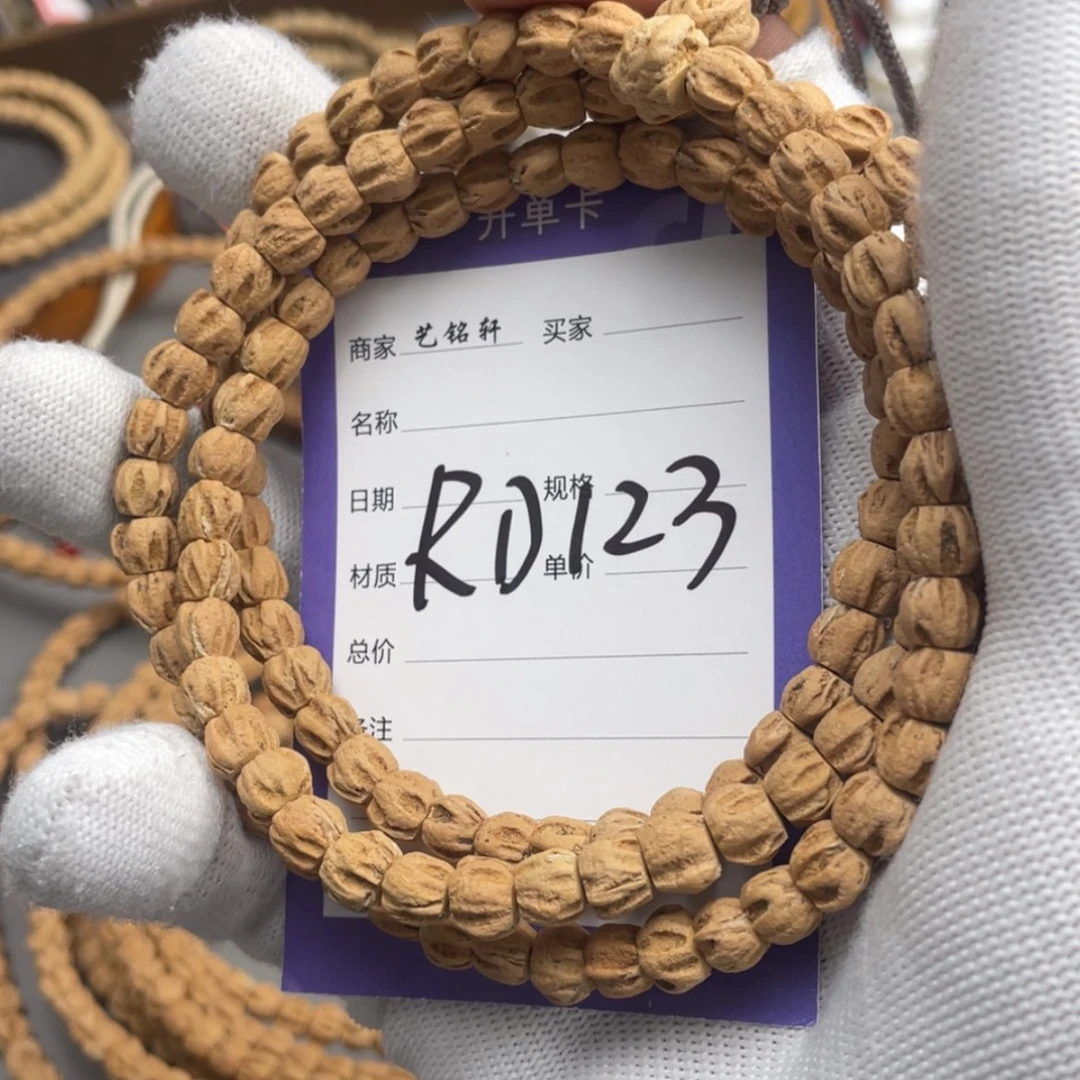 开单卡
商家 艺铭轩 买家
名称
日期 规格
RD123
材质 单价
总价
注